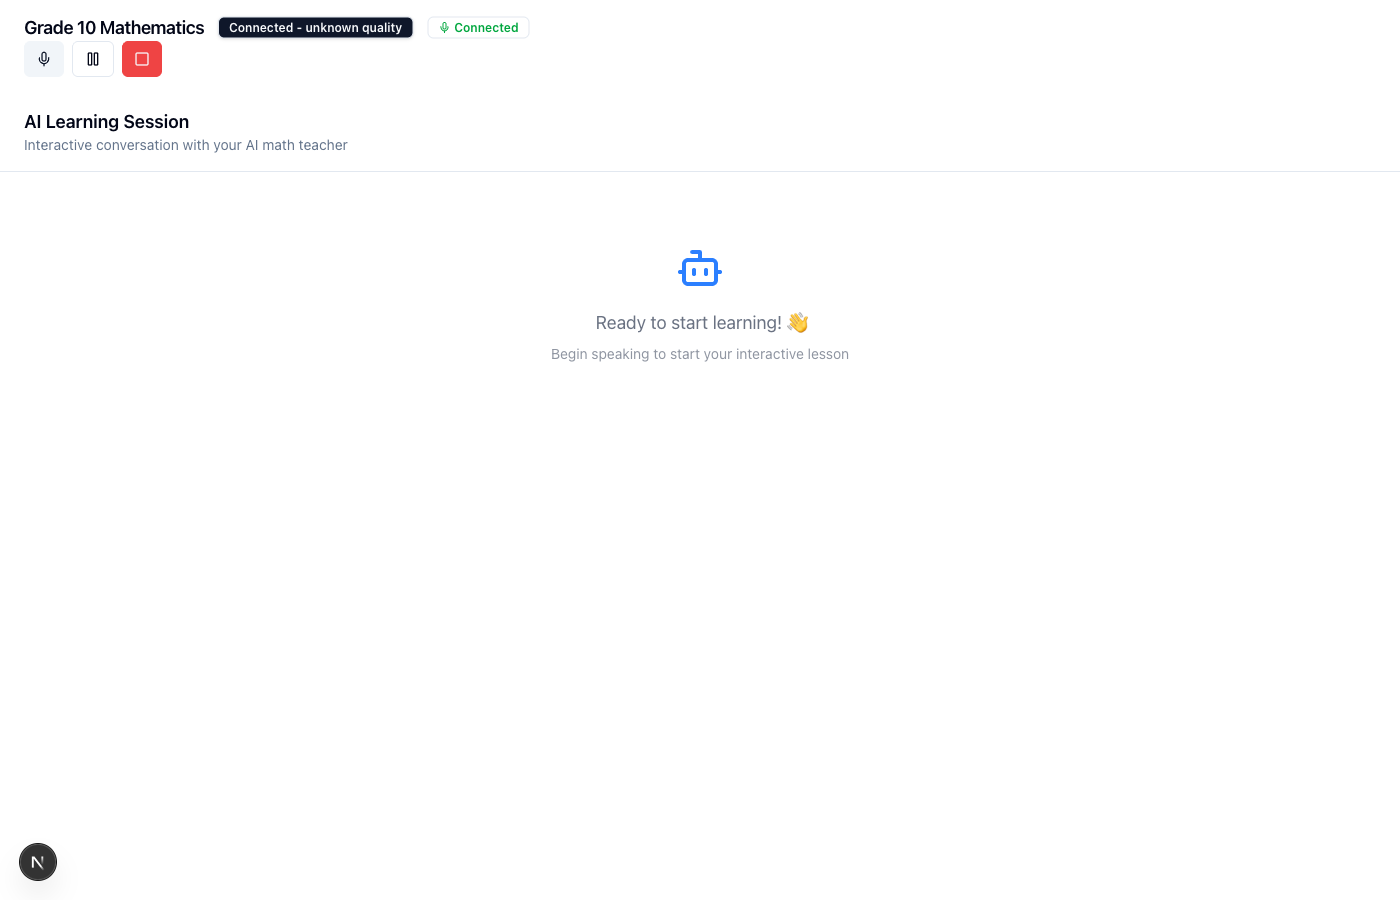 Grade 10 Mathematics Connected - unknown quality Connected
AI Learning Session
Interactive conversation with your AI math teacher
Ready to start learning! 👋
Begin speaking to start your interactive lesson
N